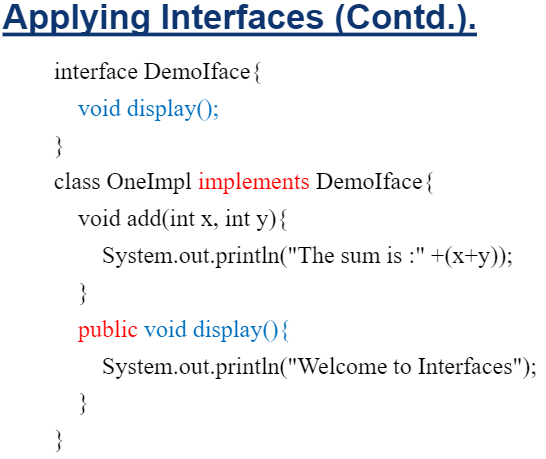 Applying Interfaces (Contd.).
interface DemoIface{
void display();
}
class OneImpl implements DemoIface{
void add(int x, int y){
System.out.println("The sum is :" +(x+y));
}
public void display(){
System.out.println("Welcome to Interfaces");
}
}